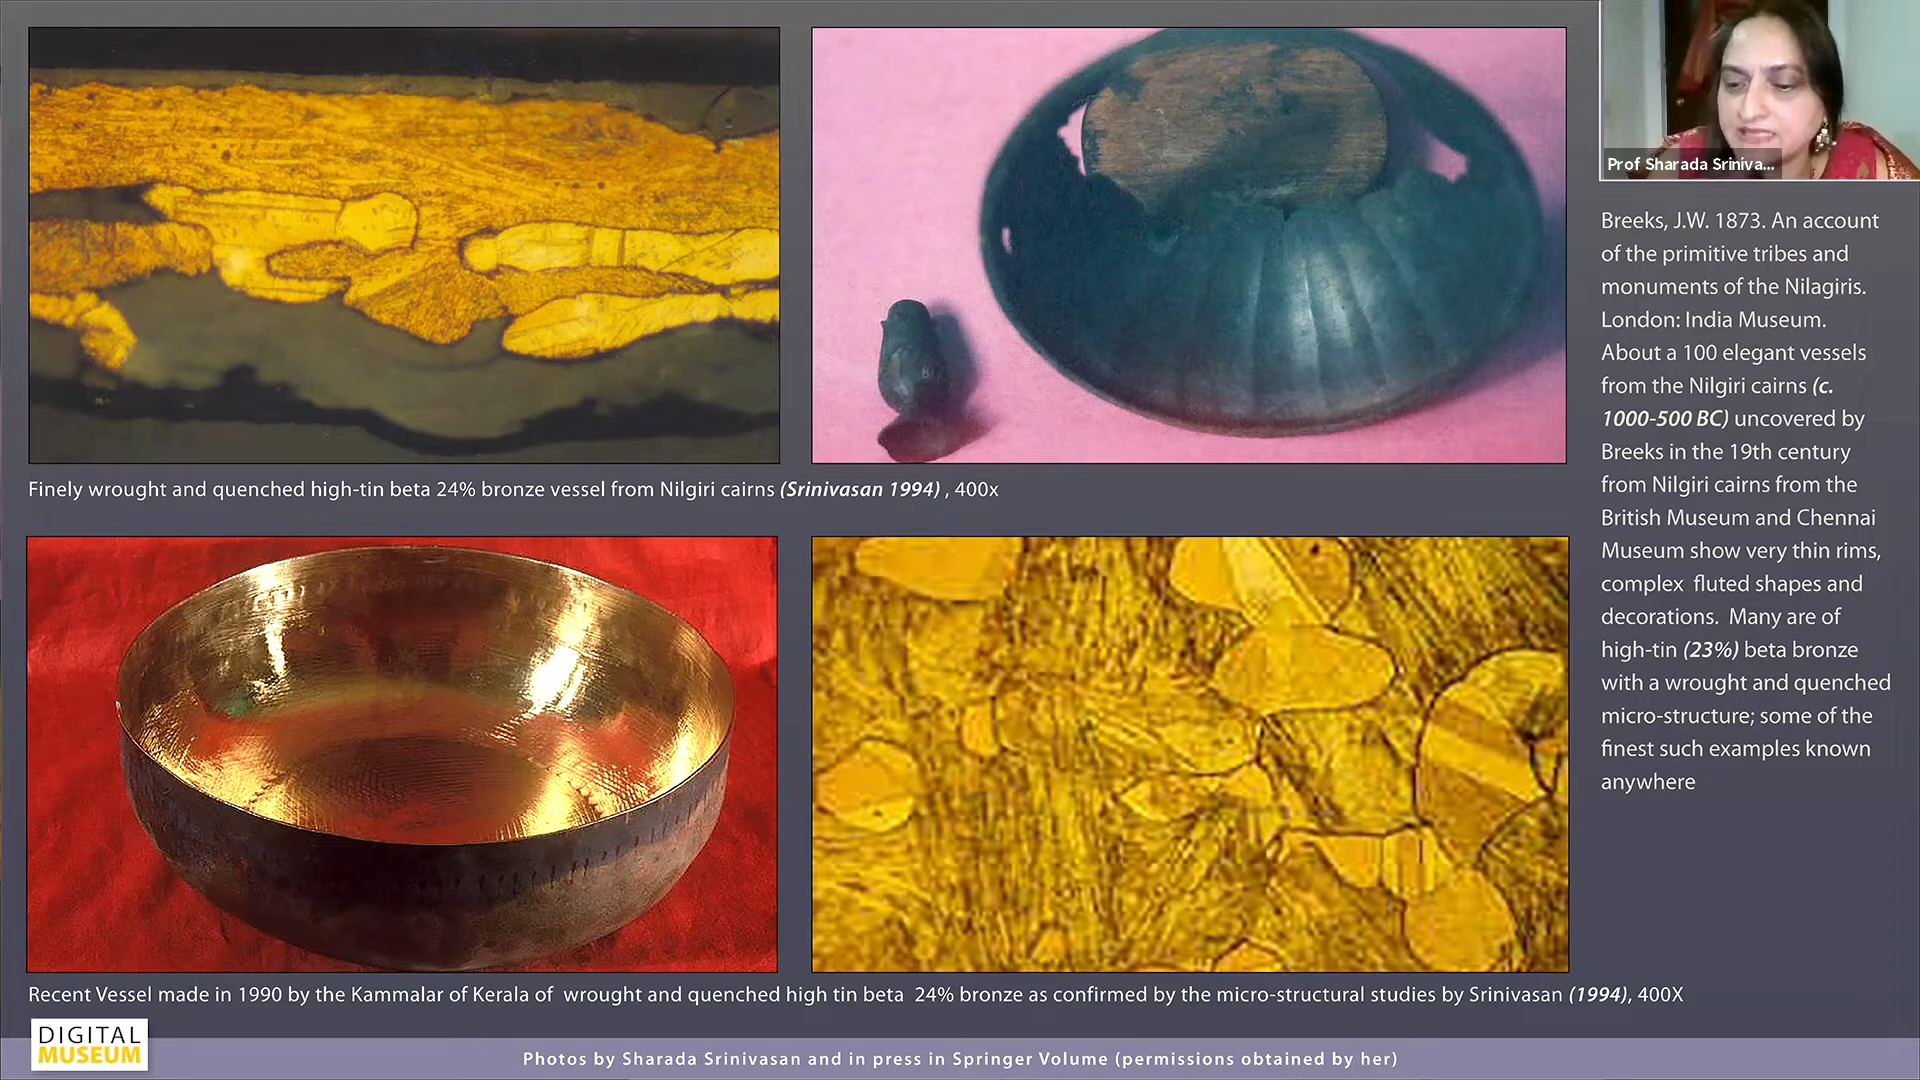 Prof Sharada Sriniva...
Breeks, J.W. 1873. An account
of the primitive tribes and
monuments of the Nilagiris.
London: India Museum.
About a 100 elegant vessels
from the Nilgiri cairns (c.
1000-500 BC) uncovered by
Breeks in the 19th century
from Nilgiri cairns from the
British Museum and Chennai
Museum show very thin rims,
complex fluted shapes and
decorations. Many are of
high-tin (23%) beta bronze
with a wrought and quenched
micro-structure; some of the
finest such examples known
anywhere
Finely wrought and quenched high-tin beta 24% bronze vessel from Nilgiri cairns (Srinivasan 1994) , 400x
Recent Vessel made in 1990 by the Kammalar of Kerala of wrought and quenched high tin beta 24% bronze as confirmed by the micro-structural studies by Srinivasan (1994), 400X
DIGITAL
MUSEUM
Photos by Sharada Srinivasan and in press in Springer Volume (permissions obtained by her)